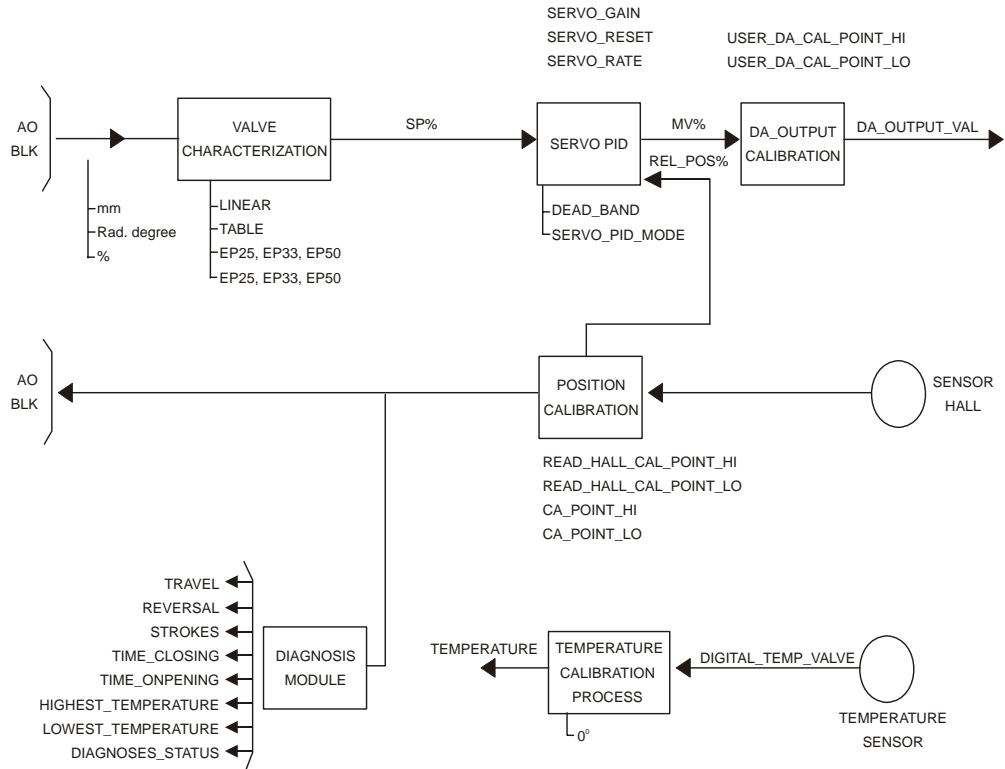 SERVO_GAIN
SERVO_RESET
SERVO_RATE
USER_DA_CAL_POINT_HI
USER_DA_CAL_POINT_LO
AO
BLK
VALVE
CHARACTERIZATION
SP%
SERVO PID
MV%
REL_POS%
DA_OUTPUT
CALIBRATION
DA_OUTPUT_VAL
mm
Rad. degree
%
LINEAR
TABLE
EP25, EP33, EP50
EP25, EP33, EP50
DEAD_BAND
SERVO_PID_MODE
AO
BLK
POSITION
CALIBRATION
SENSOR
HALL
READ_HALL_CAL_POINT_HI
READ_HALL_CAL_POINT_LO
CA_POINT_HI
CA_POINT_LO
TRAVEL
REVERSAL
STROKES
TIME_CLOSING
TIME_ONPENING
HIGHEST_TEMPERATURE
LOWEST_TEMPERATURE
DIAGNOSES_STATUS
DIAGNOSIS
MODULE
TEMPERATURE
TEMPERATURE
CALIBRATION
PROCESS
0⁰
DIGITAL_TEMP_VALVE
TEMPERATURE
SENSOR